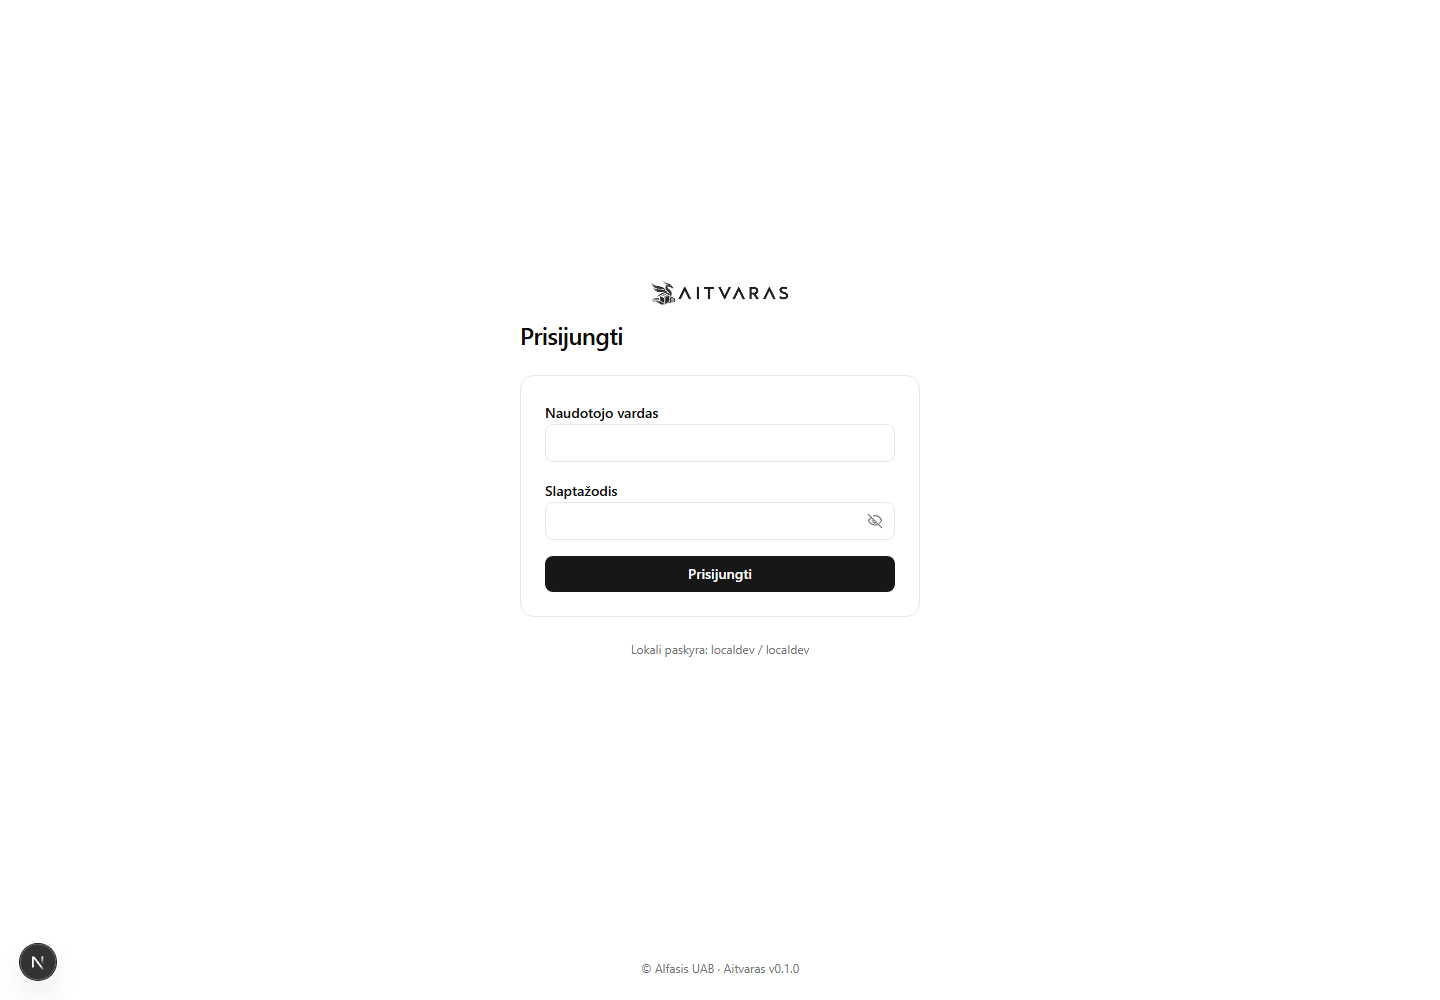 AITVARAS
Prisijungti
Naudotojo vardas
Slaptažodis
Prisijungti
Lokali paskyra: localdev / localdev
N
© Alfasis UAB · Aitvaras v0.1.0